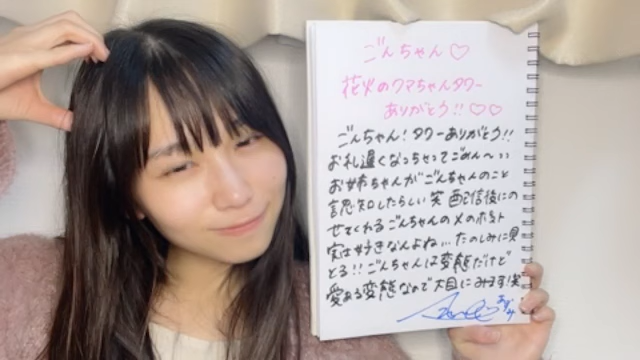 ごんちゃん♡
花火のクマちゃんタワー
ありがとう!!♡♡
ごんちゃん!タワーありがとう!!
お礼遅くなっちゃってごめん〜››
お姉ちゃんがごんちゃんのこと
認知したらしい笑 配信後にの
せてくれるごんちゃんのメのポスト
実は好きなんよね…たのしみに見
とる!!ごんちゃんは変態だけど
愛ある変態なので大目にみます!笑